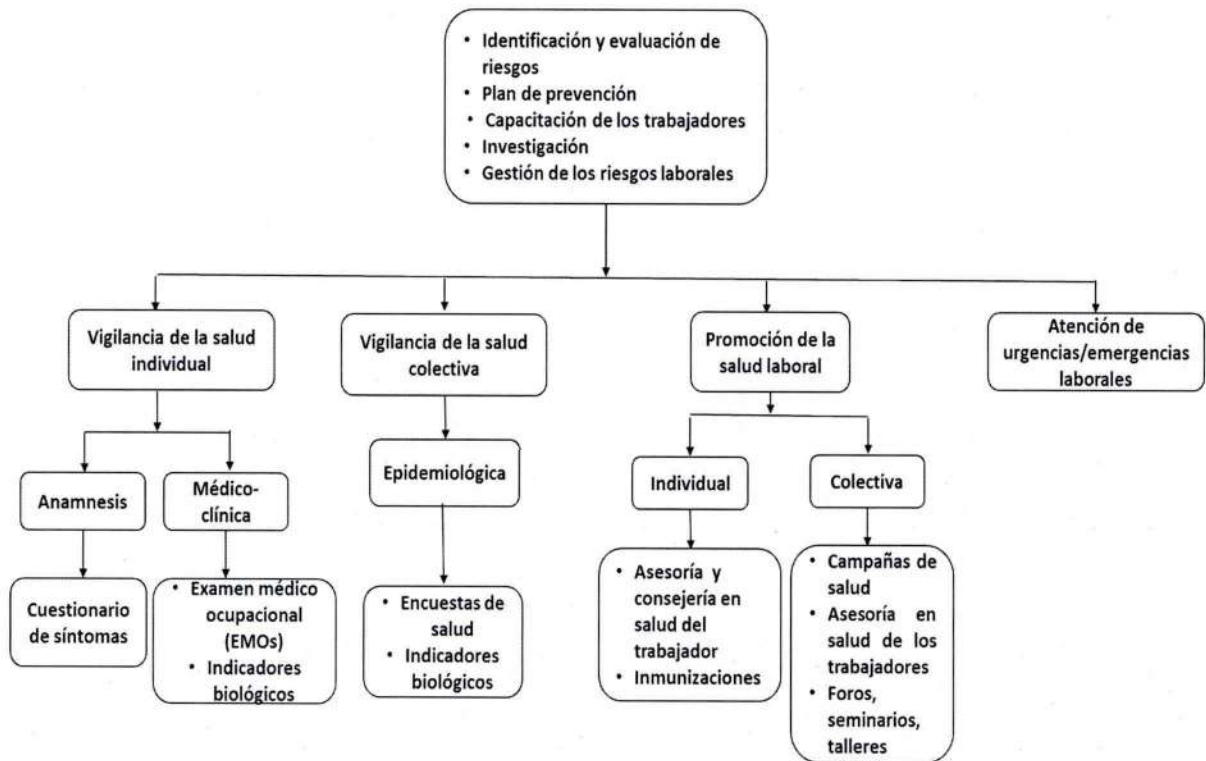 • Identificación y evaluación de
riesgos
• Plan de prevención
• Capacitación de los trabajadores
• Investigación
• Gestión de los riesgos laborales
Vigilancia de la salud
individual
Vigilancia de la salud
colectiva
Promoción de la
salud laboral
Atención de
urgencias/emergencias
laborales
Anamnesis
Médico-
clínica
Epidemiológica
Individual
Colectiva
Cuestionario
de síntomas
• Examen médico
ocupacional
(EMOs)
• Indicadores
biológicos
• Encuestas de
salud
• Indicadores
biológicos
• Asesoría y
consejería en
salud del
trabajador
• Inmunizaciones
• Campañas de
salud
• Asesoría en
salud de los
trabajadores
• Foros,
seminarios,
talleres